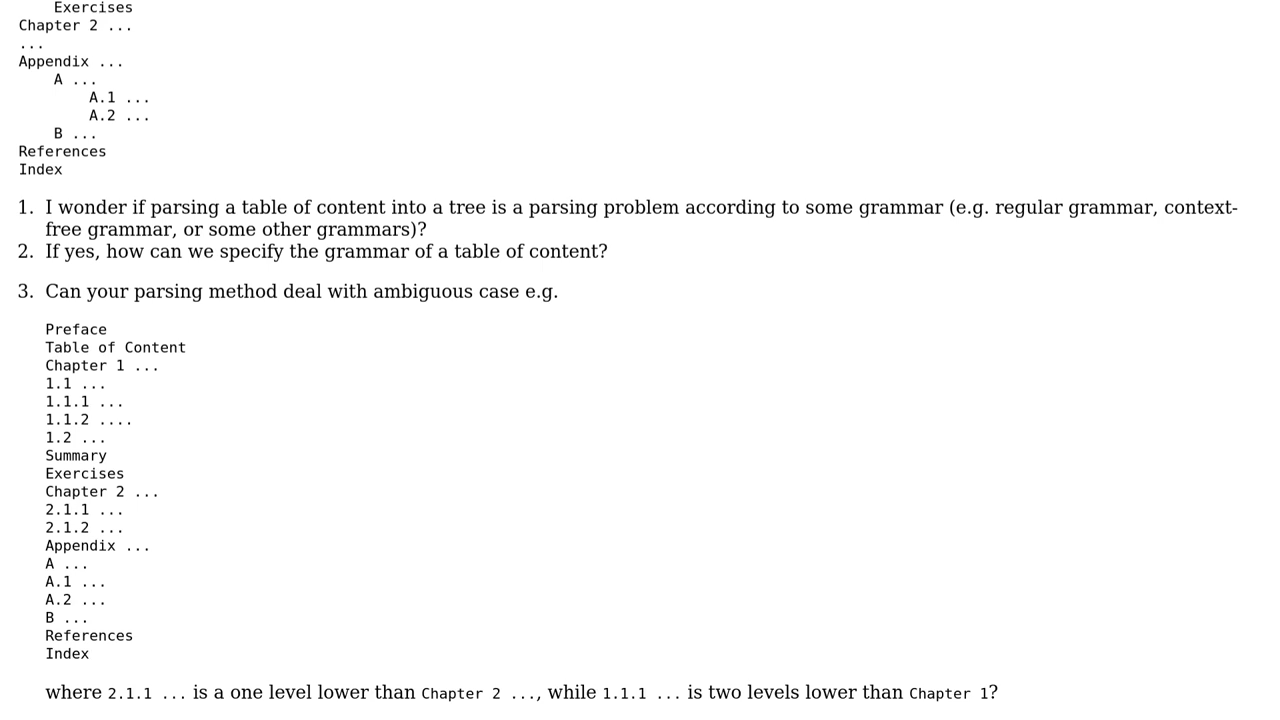 Exercises
Chapter 2 ...
...
Appendix ...
A ...
A.1 ...
A.2 ...
B ...
References
Index
1. I wonder if parsing a table of content into a tree is a parsing problem according to some grammar (e.g. regular grammar, context-
free grammar, or some other grammars)?
2. If yes, how can we specify the grammar of a table of content?
3. Can your parsing method deal with ambiguous case e.g.
Preface
Table of Content
Chapter 1 ...
1.1 ...
1.1.1 ...
1.1.2 ....
1.2 ...
Summary
Exercises
Chapter 2 ...
2.1.1 ...
2.1.2 ...
Appendix ...
A ...
A.1 ...
A.2 ...
B ...
References
Index
where 2.1.1 ... is a one level lower than Chapter 2 ..., while 1.1.1 ... is two levels lower than Chapter 1?